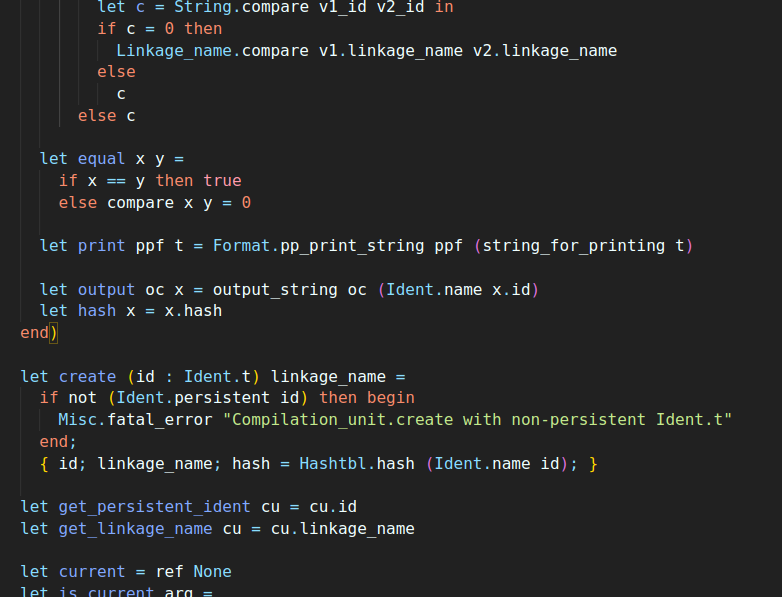 let c = String.compare v1_id v2_id in
if c = 0 then
Linkage_name.compare v1.linkage_name v2.linkage_name
else
c
else c
let equal x y =
if x == y then true
else compare x y = 0
let print ppf t = Format.pp_print_string ppf (string_for_printing t)
let output oc x = output_string oc (Ident.name x.id)
let hash x = x.hash
end)
let create (id : Ident.t) linkage_name =
if not (Ident.persistent id) then begin
Misc.fatal_error "Compilation_unit.create with non-persistent Ident.t"
end;
{ id; linkage_name; hash = Hashtbl.hash (Ident.name id); }
let get_persistent_ident cu = cu.id
let get_linkage_name cu = cu.linkage_name
let current = ref None
let is_current arg =